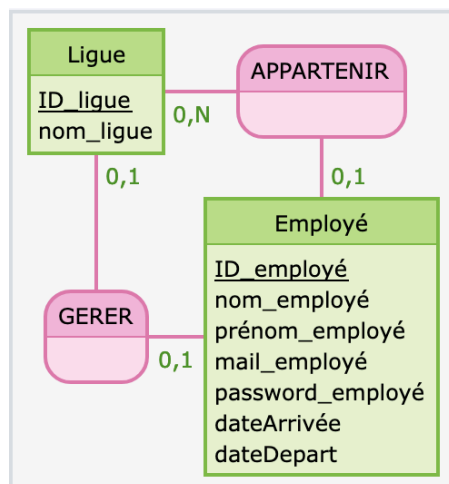 Ligue
ID_ligue
nom_ligue
APPARTENIR
0,N
0,1
0,1
Employé
ID_employé
nom_employé
prénom_employé
mail_employé
password_employé
dateArrivée
dateDepart
GERER
0,1